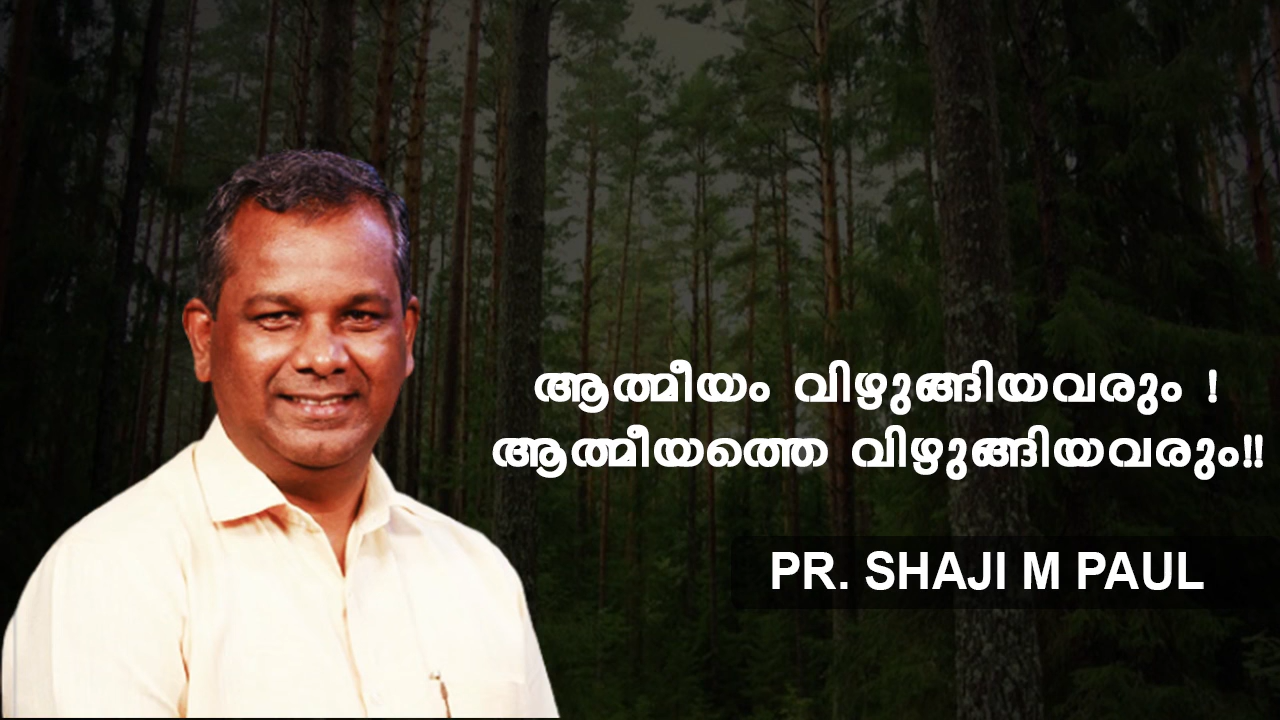 ആത്മീയം വിഴുങ്ങിയവരും !
ആത്മീയത്തെ വിഴുങ്ങിയവരും!!
PR. SHAJI M PAUL